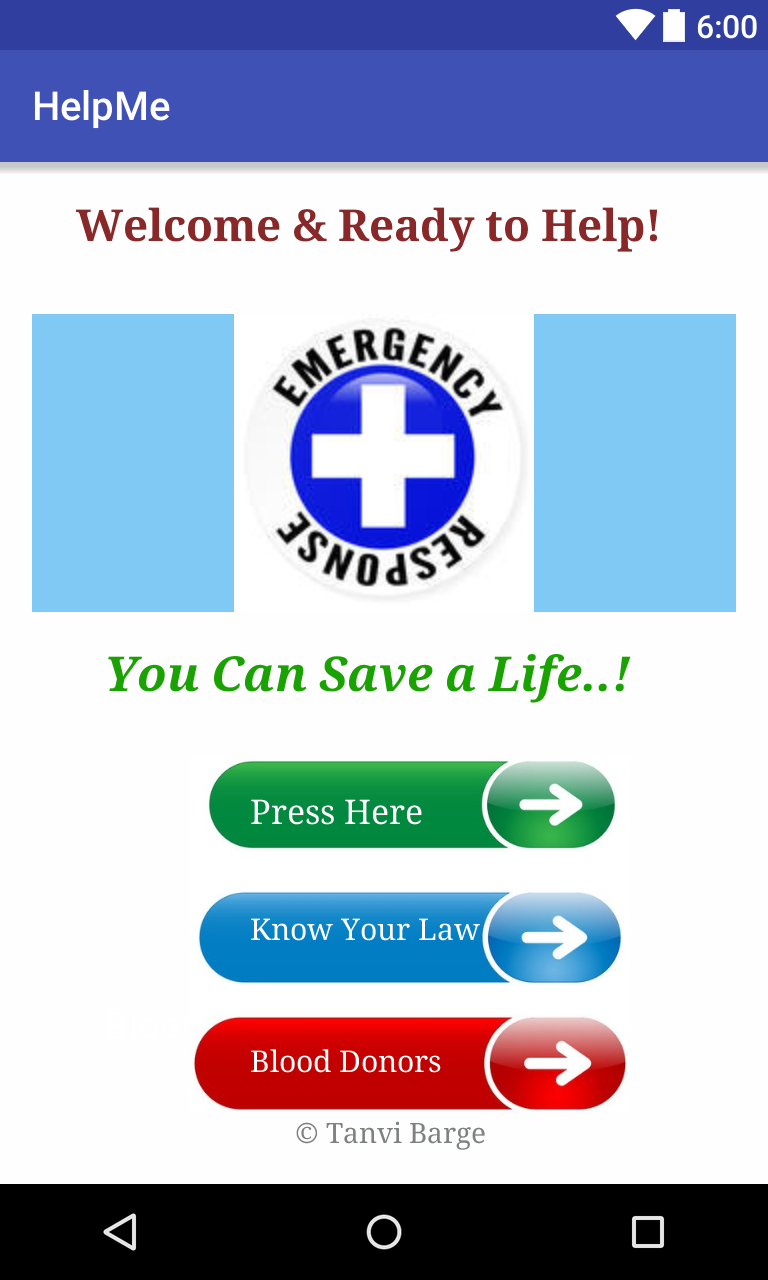 6:00
HelpMe
Welcome & Ready to Help!
EMERGENCY
RESPONSE
You Can Save a Life..!
Press Here
Know Your Law
Blood Donors
© Tanvi Barge